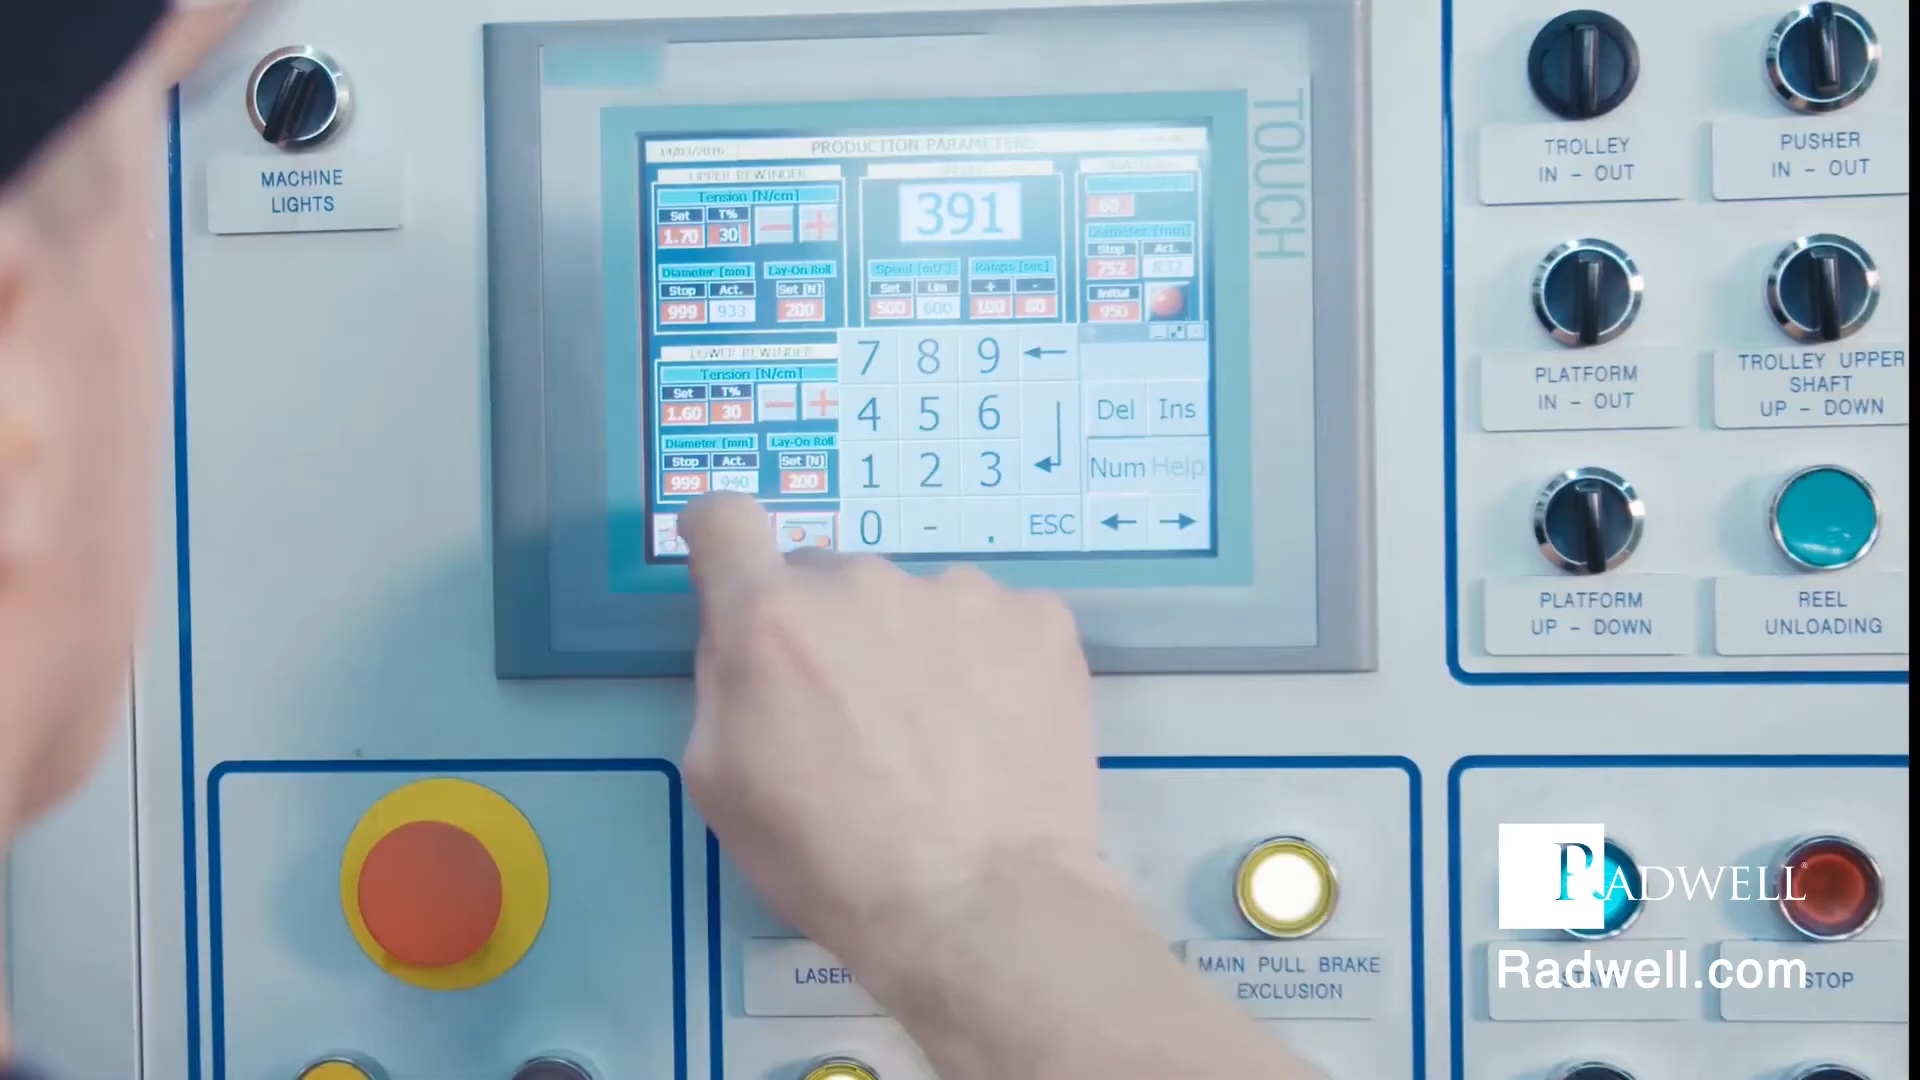 MACHINE
LIGHTS
14/03/2016
PRODUCTION PARAMETERS
UPPER REWINDER
Tension [N/cm]
Set T%
1.70 30
Diameter [mm] Lay-On Roll
Stop Act. Set [N]
999 933 200
391
Ramps [sec]
Set Lim + -
500 600 100 60
60
Diameter [mm]
Stop Act.
752
Initial
950
LOWER REWINDER
Tension [N/cm]
Set T%
1.60 30
Diameter [mm] Lay-On Roll
Stop Act. Set [N]
999 940 200
7 8 9 ←
4 5 6 Del Ins
1 2 3 Num Help
0 - . ESC ← →
TOUCH
TROLLEY
IN - OUT
PUSHER
IN - OUT
PLATFORM
IN - OUT
TROLLEY UPPER
SHAFT
UP - DOWN
PLATFORM
UP - DOWN
REEL
UNLOADING
LASER
MAIN PULL BRAKE
EXCLUSION
RADWELL®
Radwell.com
START
STOP